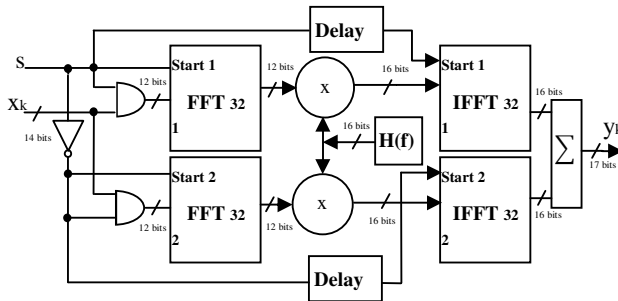 Delay
S
Start 1
12 bits
12 bits
16 bits
Start 1
16 bits
FFT 32
x
IFFT 32
xk
1
1
14 bits
16 bits
H(f)
Σ
17 bits
Start 2
Start 2
FFT 32
x
IFFT 32
12 bits
12 bits
16 bits
16 bits
2
2
Delay